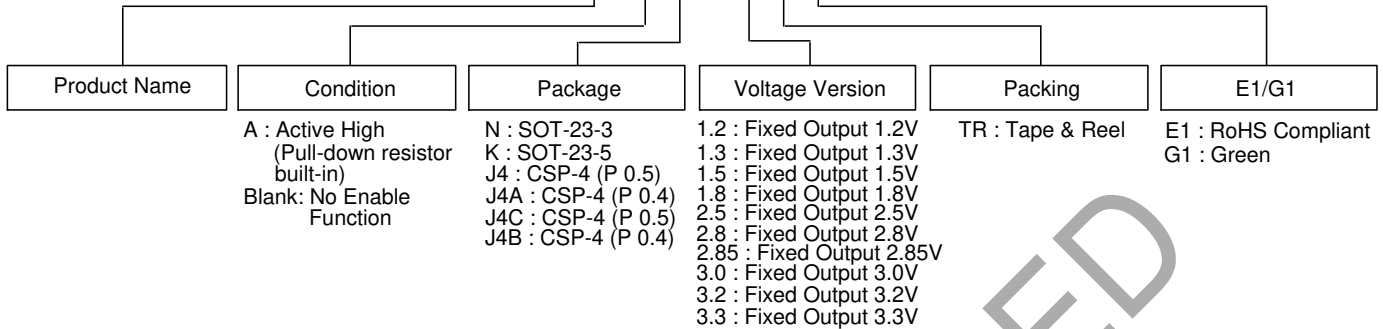 Product Name
Condition
Package
Voltage Version
Packing
E1/G1
A : Active High
(Pull-down resistor
built-in)
Blank: No Enable
Function
N : SOT-23-3
K : SOT-23-5
J4 : CSP-4 (P 0.5)
J4A : CSP-4 (P 0.4)
J4C : CSP-4 (P 0.5)
J4B : CSP-4 (P 0.4)
1.2 : Fixed Output 1.2V
1.3 : Fixed Output 1.3V
1.5 : Fixed Output 1.5V
1.8 : Fixed Output 1.8V
2.5 : Fixed Output 2.5V
2.8 : Fixed Output 2.8V
2.85 : Fixed Output 2.85V
3.0 : Fixed Output 3.0V
3.2 : Fixed Output 3.2V
3.3 : Fixed Output 3.3V
TR : Tape & Reel
E1 : RoHS Compliant
G1 : Green
ED